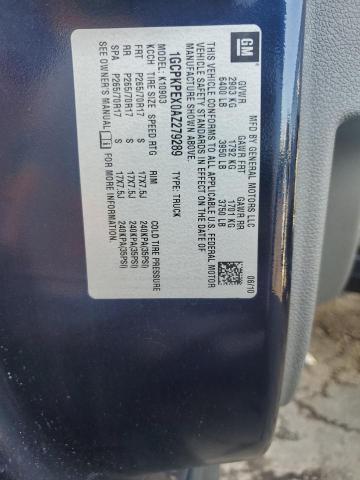 GM
MFD BY GENERAL MOTORS LLC 06/10
GVWR GAWR FRT GAWR RR
2903 KG 1792 KG 1701 KG
6400 LB 3950 LB 3750 LB
THIS VEHICLE CONFORMS TO ALL APPLICABLE U.S. FEDERAL MOTOR
VEHICLE SAFETY STANDARDS IN EFFECT ON THE DATE OF
MANUFACTURE SHOWN ABOVE.
1GCPKPEX0AZ279289 TYPE: TRUCK
MODEL: K10903
KCCH TIRE SIZE SPEED RTG RIM COLD TIRE PRESSURE
FRT P265/70R17 S 17X7.5J 240KPA(35PSI)
RR P265/70R17 S 17X7.5J 240KPA(35PSI)
SPA P265/70R17 S 17X7.5J 240KPA(35PSI)
SEE OWNER'S MANUAL